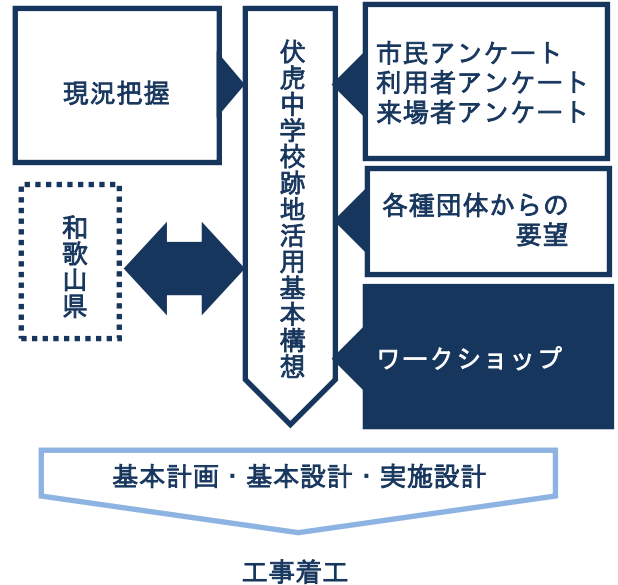 現況把握
伏虎中学校跡地活用基本構想
市民アンケート
利用者アンケート
来場者アンケート
和歌山県
各種団体からの
要望
ワークショップ
基本計画・基本設計・実施設計
工事着工